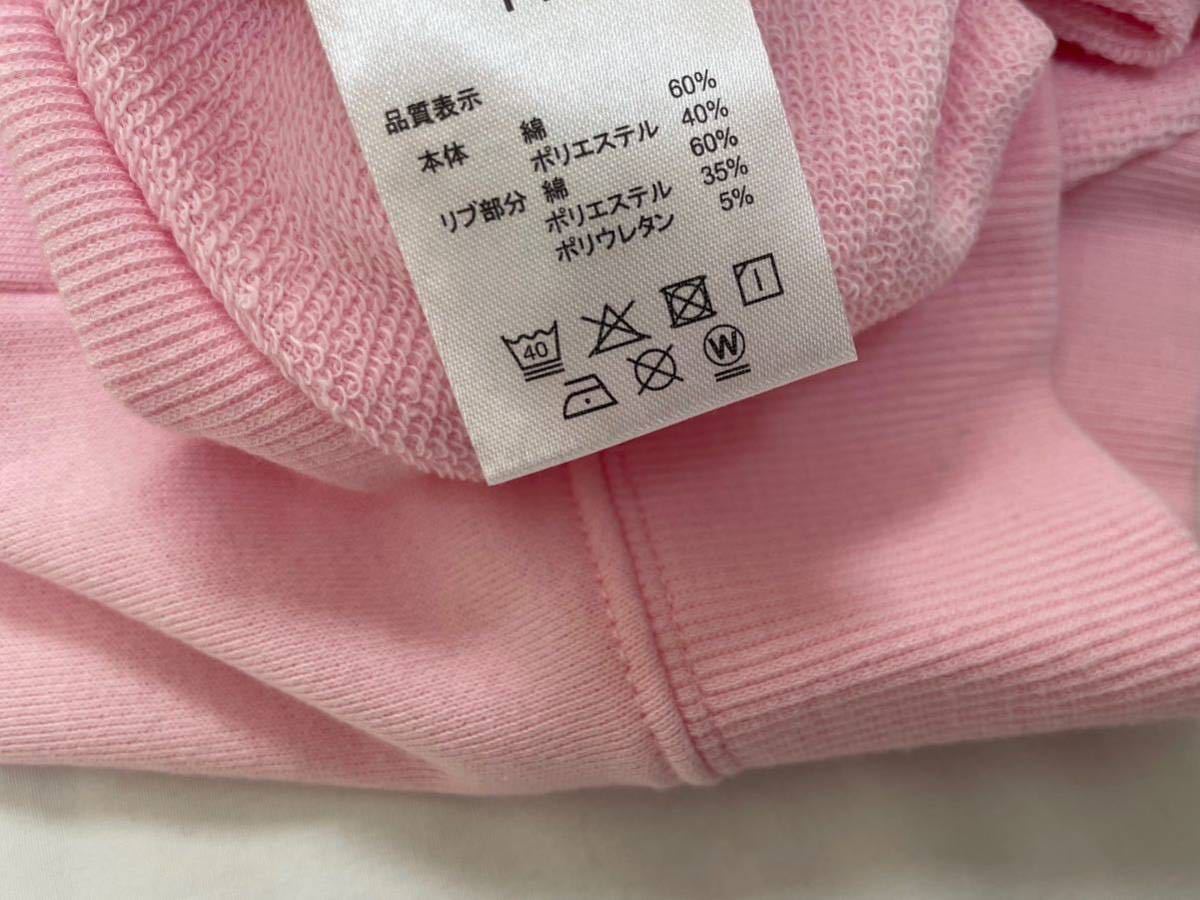 品質表示
本体 綿 60%
ポリエステル 40%
リブ部分 綿 60%
ポリエステル 35%
ポリウレタン 5%
40
W